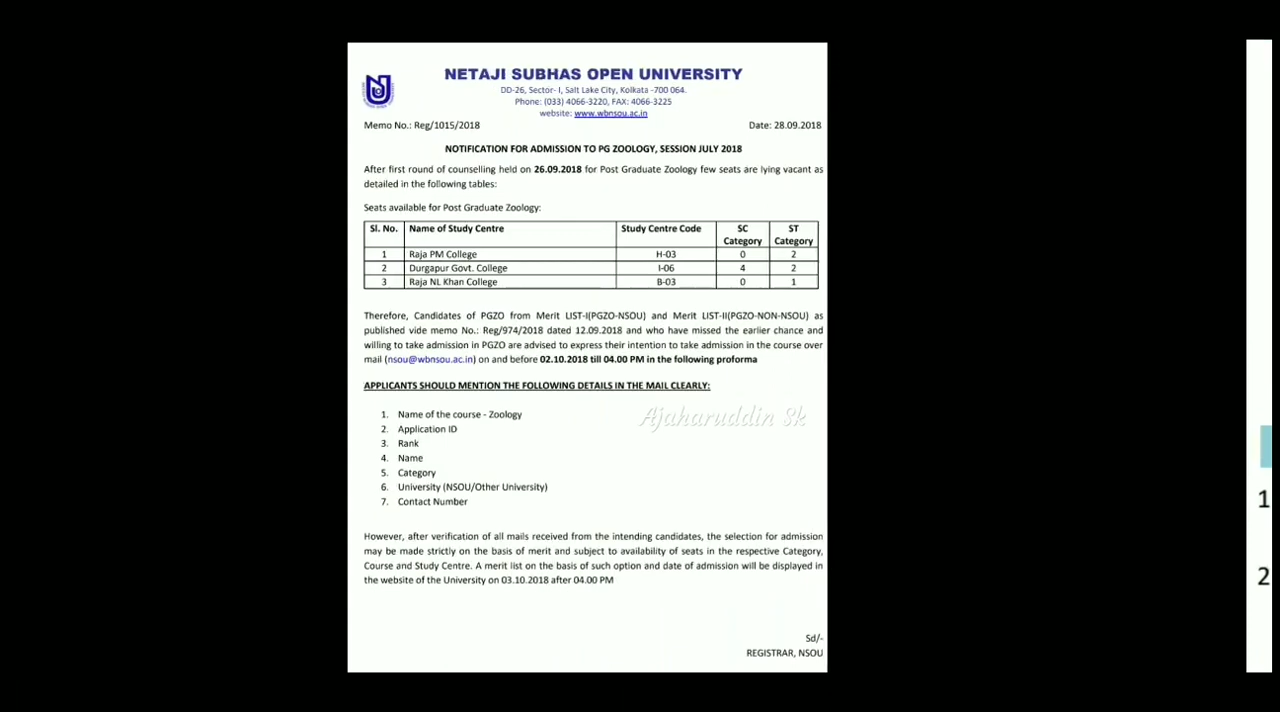 NETAJI SUBHAS OPEN UNIVERSITY
DD-26, Sector- I, Salt Lake City, Kolkata -700 064.
Phone: (033) 4066-3220, FAX: 4066-3225
website: www.wbnsou.ac.in
Memo No.: Reg/1015/2018 Date: 28.09.2018
NOTIFICATION FOR ADMISSION TO PG ZOOLOGY, SESSION JULY 2018
After first round of counselling held on 26.09.2018 for Post Graduate Zoology few seats are lying vacant as
detailed in the following tables:
Seats available for Post Graduate Zoology:
Sl. No. Name of Study Centre Study Centre Code SC Category ST Category
1 Raja PM College H-03 0 2
2 Durgapur Govt. College I-06 4 2
3 Raja NL Khan College B-03 0 1
Therefore, Candidates of PGZO from Merit LIST-I(PGZO-NSOU) and Merit LIST-II(PGZO-NON-NSOU) as
published vide memo No.: Reg/974/2018 dated 12.09.2018 and who have missed the earlier chance and
willing to take admission in PGZO are advised to express their intention to take admission in the course over
mail (nsou@wbnsou.ac.in) on and before 02.10.2018 till 04.00 PM in the following proforma
APPLICANTS SHOULD MENTION THE FOLLOWING DETAILS IN THE MAIL CLEARLY:
1. Name of the course - Zoology
Ajaharuddin Sk
2. Application ID
3. Rank
4. Name
5. Category
6. University (NSOU/Other University)
7. Contact Number
However, after verification of all mails received from the intending candidates, the selection for admission
may be made strictly on the basis of merit and subject to availability of seats in the respective Category,
Course and Study Centre. A merit list on the basis of such option and date of admission will be displayed in
the website of the University on 03.10.2018 after 04.00 PM
Sd/-
REGISTRAR, NSOU
1
2